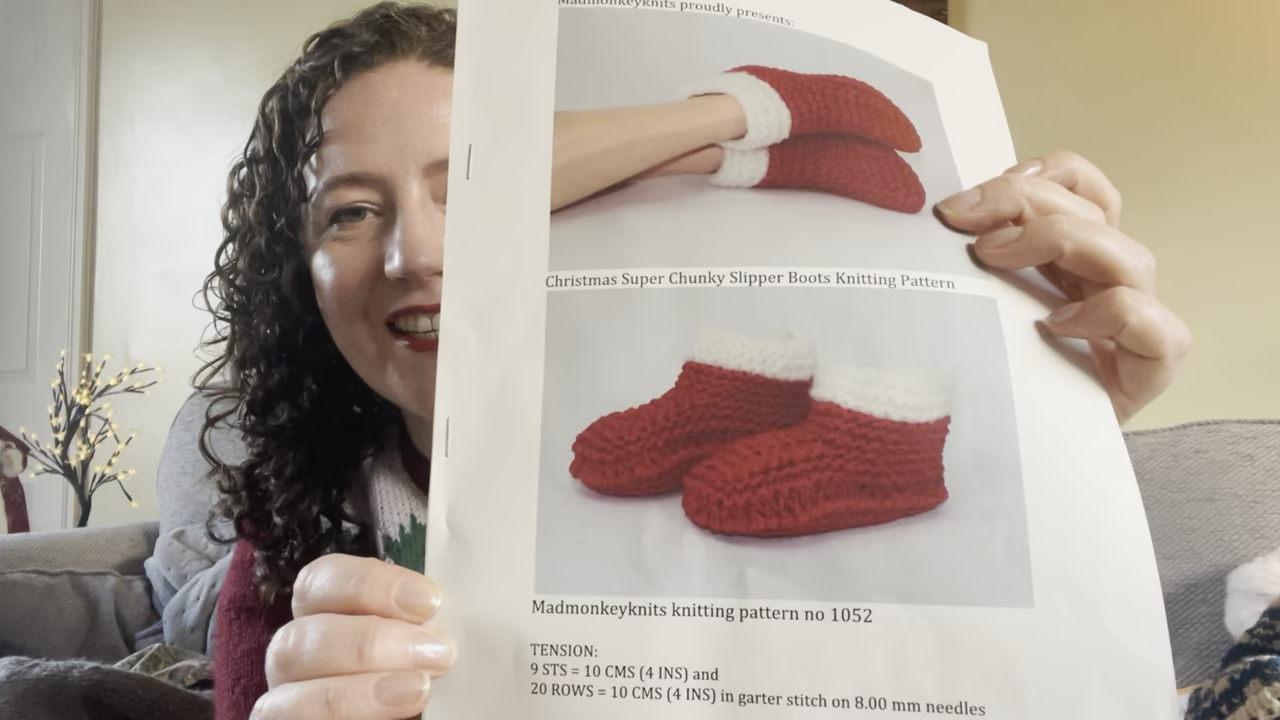 Madmonkeyknits proudly presents:
Christmas Super Chunky Slipper Boots Knitting Pattern
Madmonkeyknits knitting pattern no 1052
TENSION:
9 STS = 10 CMS (4 INS) and
20 ROWS = 10 CMS (4 INS) in garter stitch on 8.00 mm needles